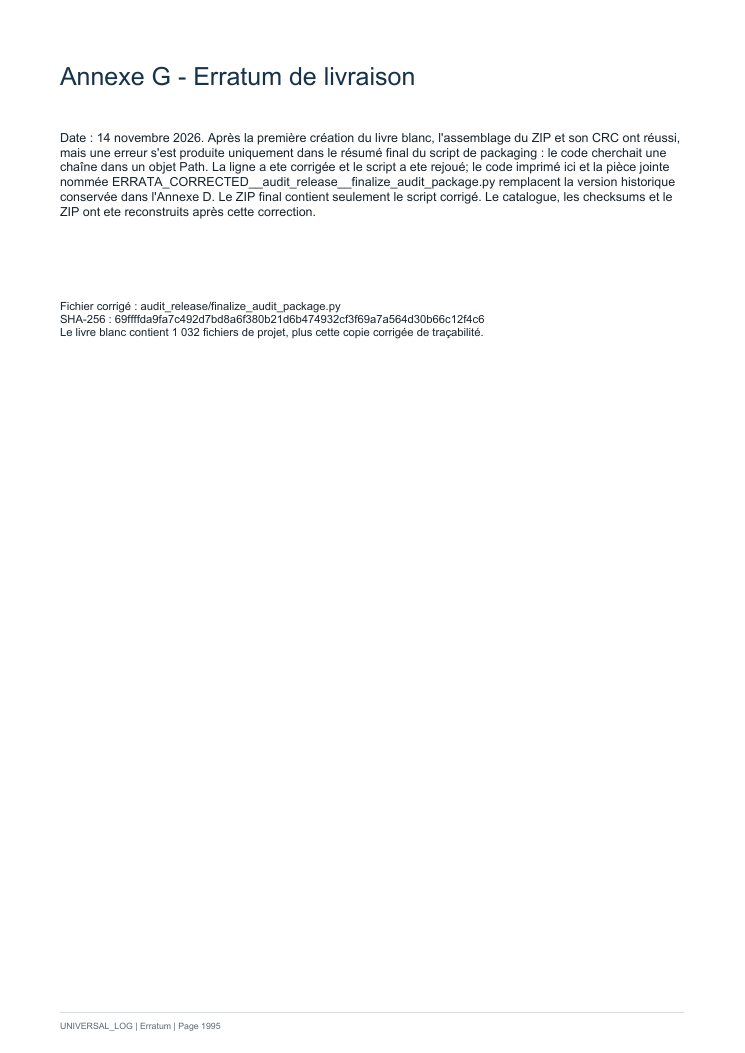 Annexe G - Erratum de livraison
Date : 14 novembre 2026. Après la première création du livre blanc, l'assemblage du ZIP et son CRC ont réussi,
mais une erreur s'est produite uniquement dans le résumé final du script de packaging : le code cherchait une
chaîne dans un objet Path. La ligne a ete corrigée et le script a ete rejoué; le code imprimé ici et la pièce jointe
nommée ERRATA_CORRECTED__audit_release__finalize_audit_package.py remplacent la version historique
conservée dans l'Annexe D. Le ZIP final contient seulement le script corrigé. Le catalogue, les checksums et le
ZIP ont ete reconstruits après cette correction.
Fichier corrigé : audit_release/finalize_audit_package.py
SHA-256 : 69ffffda9fa7c492d7bd8a6f380b21d6b474932cf3f69a7a564d30b66c12f4c6
Le livre blanc contient 1 032 fichiers de projet, plus cette copie corrigée de traçabilité.
UNIVERSAL_LOG | Erratum | Page 1995